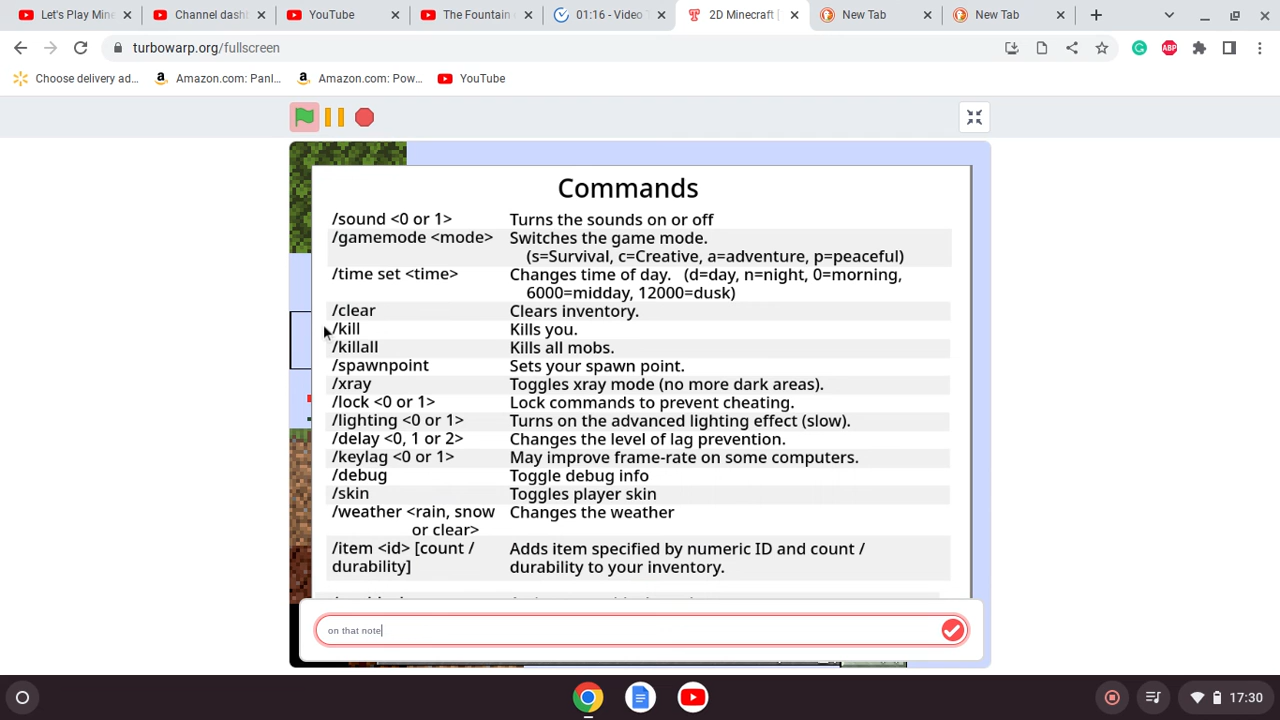 Let's Play Mine
Channel dash
YouTube
The Fountain
01:16 - Video T
2D Minecraft |
New Tab
New Tab
turbowarp.org/fullscreen
Choose delivery ad...
Amazon.com: Panl...
Amazon.com: Pow...
YouTube
ABP
Commands
/sound <0 or 1> Turns the sounds on or off
/gamemode <mode> Switches the game mode.
(s=Survival, c=Creative, a=adventure, p=peaceful)
/time set <time> Changes time of day. (d=day, n=night, 0=morning,
6000=midday, 12000=dusk)
/clear Clears inventory.
/kill Kills you.
/killall Kills all mobs.
/spawnpoint Sets your spawn point.
/xray Toggles xray mode (no more dark areas).
/lock <0 or 1> Lock commands to prevent cheating.
/lighting <0 or 1> Turns on the advanced lighting effect (slow).
/delay <0, 1 or 2> Changes the level of lag prevention.
/keylag <0 or 1> May improve frame-rate on some computers.
/debug Toggle debug info
/skin Toggles player skin
/weather <rain, snow Changes the weather
or clear>
/item <id> [count / Adds item specified by numeric ID and count /
durability] durability to your inventory.
on that note
17:30